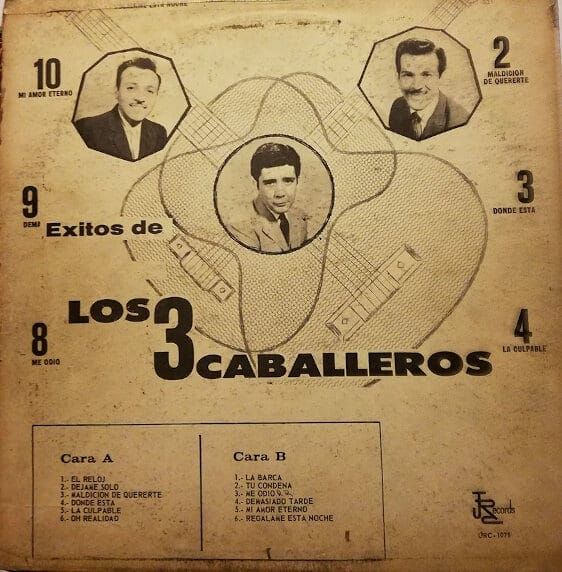 ESTA NOCHE
10
MI AMOR ETERNO
2
MALDICION
DE QUERERTE
9
DEMA
3
DONDE ESTA
Exitos de
LOS 3 CABALLEROS
8
ME ODIO
4
LA CULPABLE
Cara A
1.- EL RELOJ
2.- DEJAME SOLO
3.- MALDICION DE QUERERTE
4.- DONDE ESTA
5.- LA CULPABLE
6.- OH REALIDAD
Cara B
1.- LA BARCA
2.- TU CONDENA
3.- ME ODIO
4.- DEMASIADO TARDE
5.- MI AMOR ETERNO
6.- REGALAME ESTA NOCHE
Records